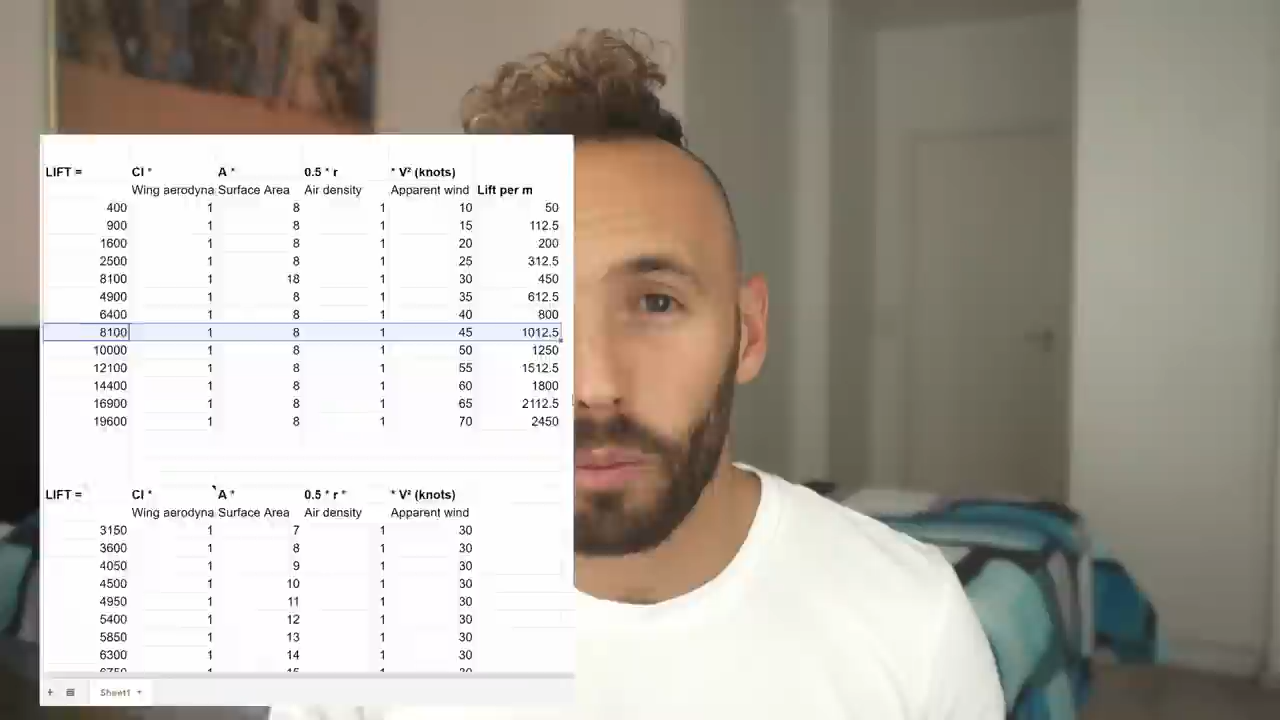 LIFT = Cl * A * 0.5 * r * V² (knots)
Wing aerodyna Surface Area Air density Apparent wind Lift per m
400 1 8 1 10 50
900 1 8 1 15 112.5
1600 1 8 1 20 200
2500 1 8 1 25 312.5
8100 1 18 1 30 450
4900 1 8 1 35 612.5
6400 1 8 1 40 800
8100 1 8 1 45 1012.5
10000 1 8 1 50 1250
12100 1 8 1 55 1512.5
14400 1 8 1 60 1800
16900 1 8 1 65 2112.5
19600 1 8 1 70 2450
LIFT = Cl * A * 0.5 * r * * V² (knots)
Wing aerodyna Surface Area Air density Apparent wind
3150 1 7 1 30
3600 1 8 1 30
4050 1 9 1 30
4500 1 10 1 30
4950 1 11 1 30
5400 1 12 1 30
5850 1 13 1 30
6300 1 14 1 30
6750 1 15 1 30
Sheet1